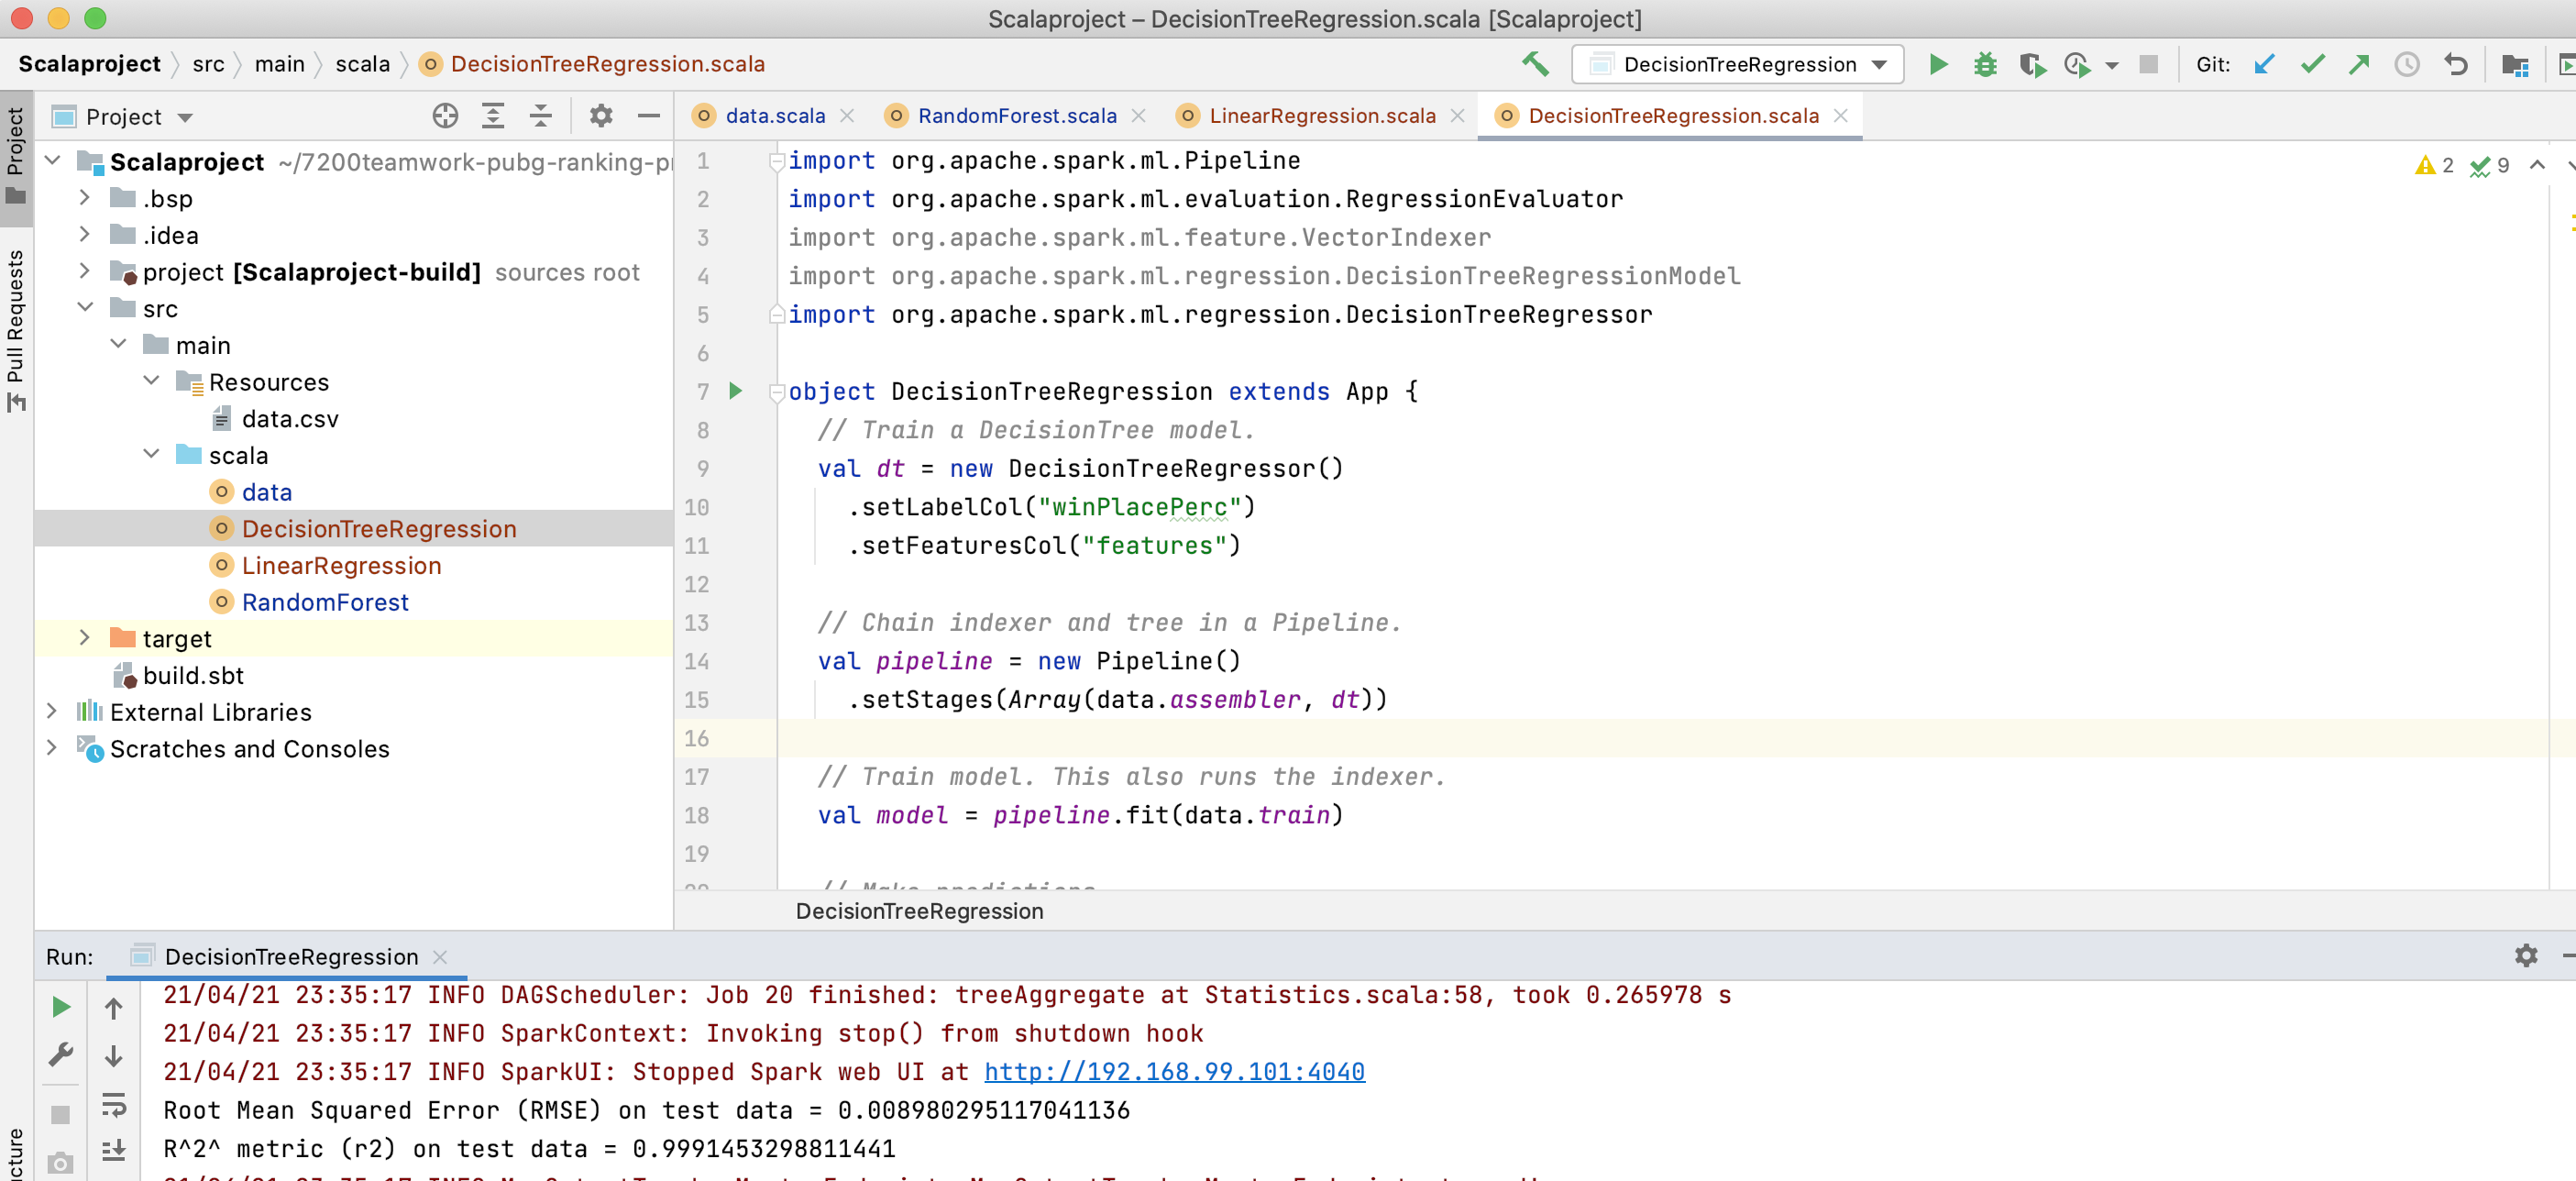 Scalaproject – DecisionTreeRegression.scala [Scalaproject]
Scalaproject src main scala DecisionTreeRegression.scala
DecisionTreeRegression Git:
Project
Project
Pull Requests
data.scala RandomForest.scala LinearRegression.scala DecisionTreeRegression.scala
Scalaproject ~/7200teamwork-pubg-ranking-pr
.bsp
.idea
project [Scalaproject-build] sources root
src
main
Resources
data.csv
scala
data
DecisionTreeRegression
LinearRegression
RandomForest
target
build.sbt
External Libraries
Scratches and Consoles
2 9
1 import org.apache.spark.ml.Pipeline
2 import org.apache.spark.ml.evaluation.RegressionEvaluator
3 import org.apache.spark.ml.feature.VectorIndexer
4 import org.apache.spark.ml.regression.DecisionTreeRegressionModel
5 import org.apache.spark.ml.regression.DecisionTreeRegressor
6
7 object DecisionTreeRegression extends App {
8 // Train a DecisionTree model.
9 val dt = new DecisionTreeRegressor()
10 .setLabelCol("winPlacePerc")
11 .setFeaturesCol("features")
12
13 // Chain indexer and tree in a Pipeline.
14 val pipeline = new Pipeline()
15 .setStages(Array(data.assembler, dt))
16
17 // Train model. This also runs the indexer.
18 val model = pipeline.fit(data.train)
19
20 // Make predictions
DecisionTreeRegression
Run: DecisionTreeRegression
21/04/21 23:35:17 INFO DAGScheduler: Job 20 finished: treeAggregate at Statistics.scala:58, took 0.265978 s
21/04/21 23:35:17 INFO SparkContext: Invoking stop() from shutdown hook
21/04/21 23:35:17 INFO SparkUI: Stopped Spark web UI at http://192.168.99.101:4040
Root Mean Squared Error (RMSE) on test data = 0.008980295117041136
R^2^ metric (r2) on test data = 0.9991453298811441